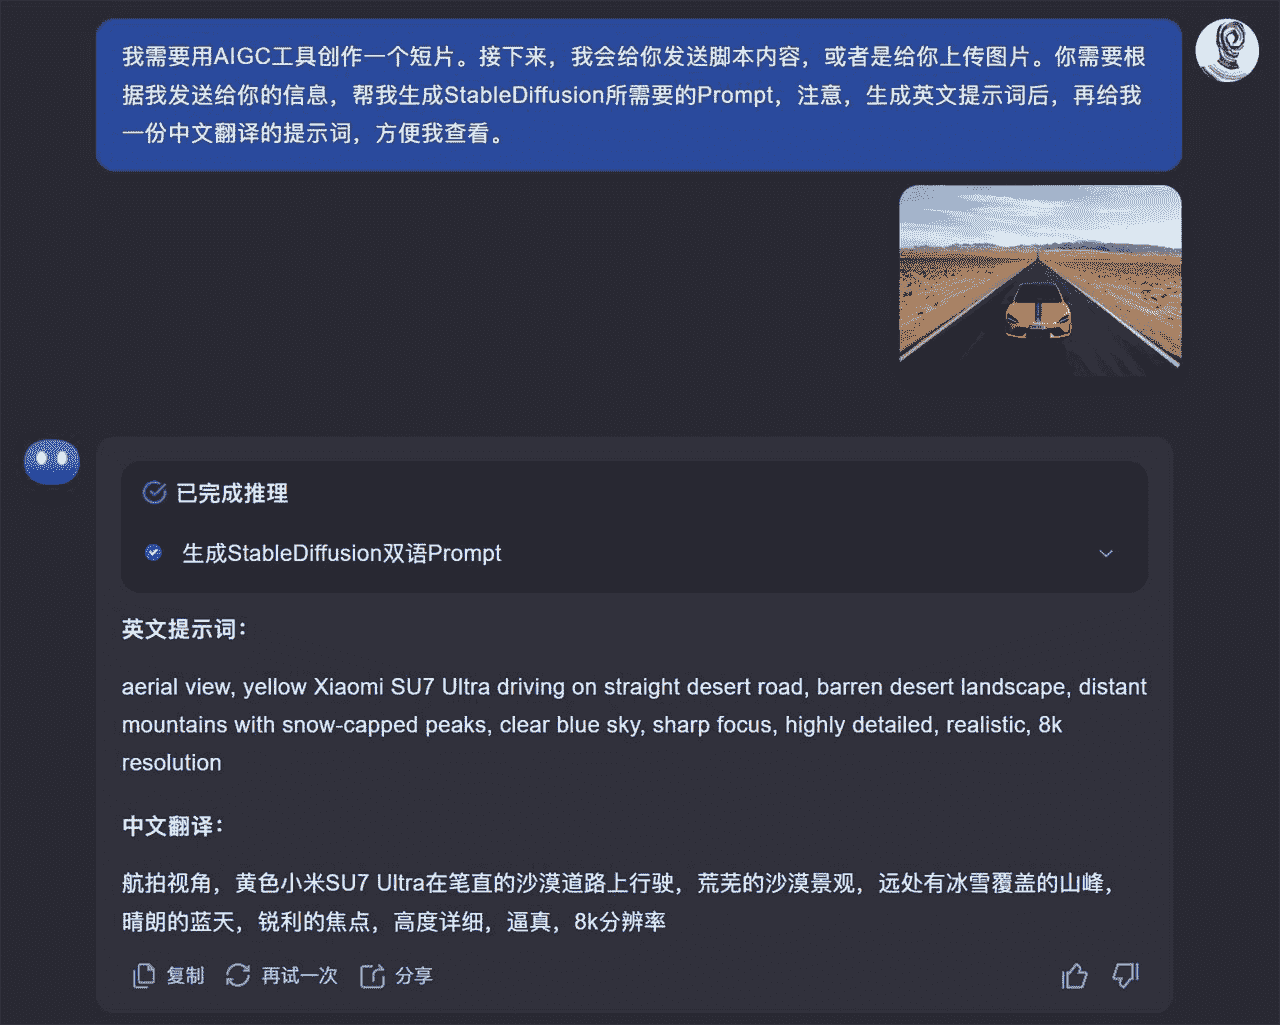 我需要用AIGC工具创作一个短片。接下来，我会给你发送脚本内容，或者是给你上传图片。你需要根
据我发送给你的信息，帮我生成StableDiffusion所需要的Prompt，注意，生成英文提示词后，再给我
一份中文翻译的提示词，方便我查看。
已完成推理
生成StableDiffusion双语Prompt
英文提示词：
aerial view, yellow Xiaomi SU7 Ultra driving on straight desert road, barren desert landscape, distant
mountains with snow-capped peaks, clear blue sky, sharp focus, highly detailed, realistic, 8k
resolution
中文翻译：
航拍视角，黄色小米SU7 Ultra在笔直的沙漠道路上行驶，荒芜的沙漠景观，远处有冰雪覆盖的山峰，
晴朗的蓝天，锐利的焦点，高度详细，逼真，8k分辨率
复制 再试一次 分享